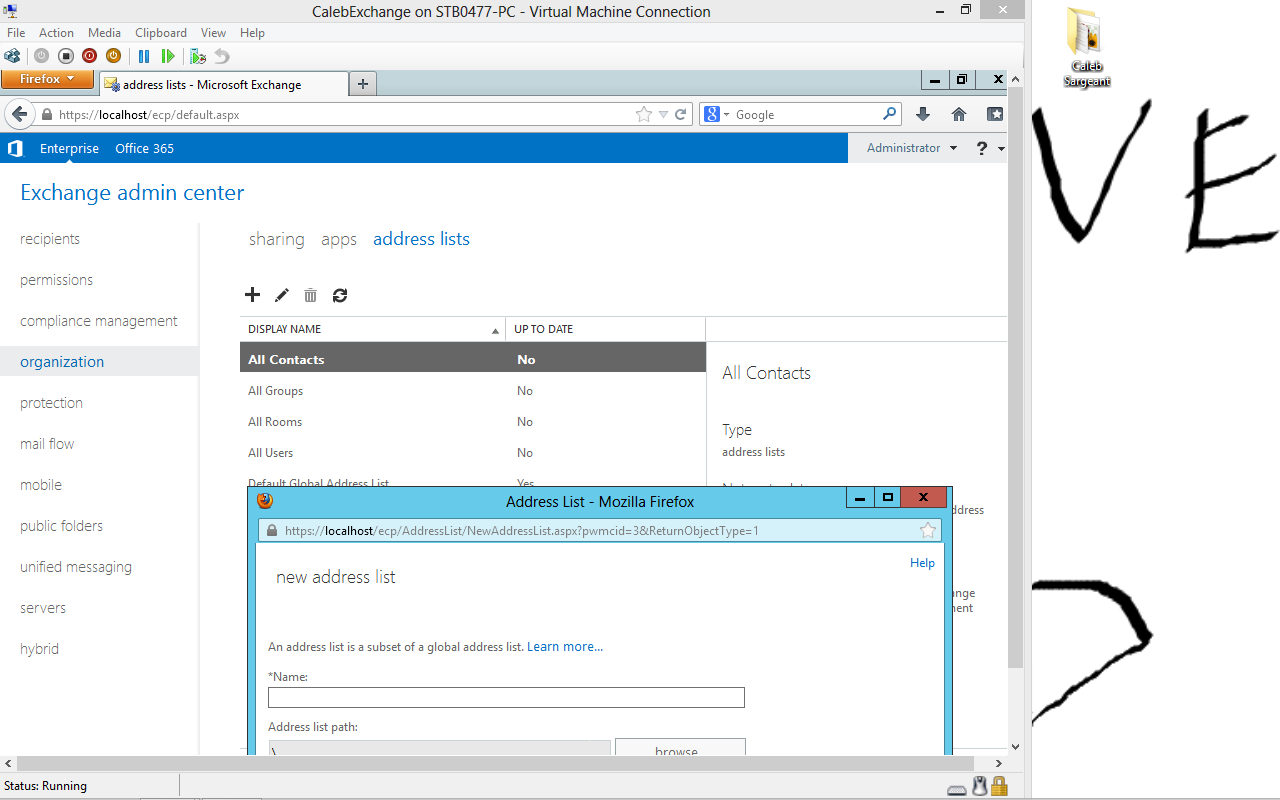 CalebExchange on STB0477-PC - Virtual Machine Connection
File Action Media Clipboard View Help
Firefox
address lists - Microsoft Exchange
https://localhost/ecp/default.aspx
Google
Enterprise Office 365 Administrator ?
Exchange admin center
recipients
permissions
compliance management
organization
protection
mail flow
mobile
public folders
unified messaging
servers
hybrid
sharing apps address lists
DISPLAY NAME UP TO DATE
All Contacts No
All Groups No
All Rooms No
All Users No
Default Global Address List Yes
All Contacts
Type
address lists
Address List - Mozilla Firefox
https://localhost/ecp/AddressList/NewAddressList.aspx?pwmcid=3&ReturnObjectType=1
Help
new address list
An address list is a subset of a global address list. Learn more...
*Name:
Address list path:
\
browse
Status: Running
Caleb
Sargeant
VE